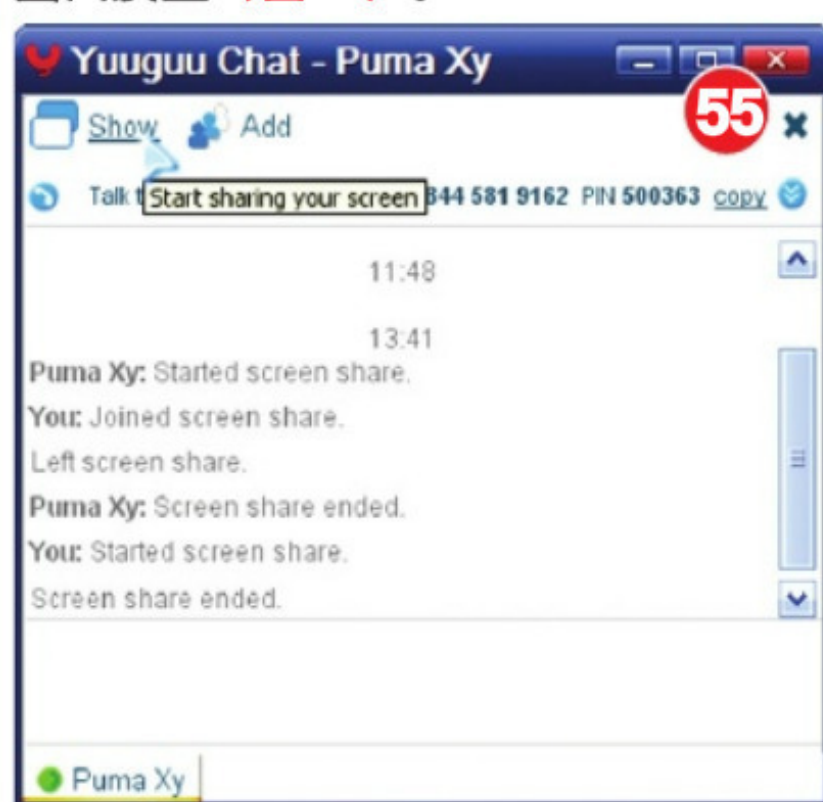 Yuuguu Chat - Puma Xy
55
Show Add
Start sharing your screen
Talk 844 581 9162 PIN 500363 copy
11:48
13:41
Puma Xy: Started screen share.
You: Joined screen share.
Left screen share.
Puma Xy: Screen share ended.
You: Started screen share.
Screen share ended.
Puma Xy